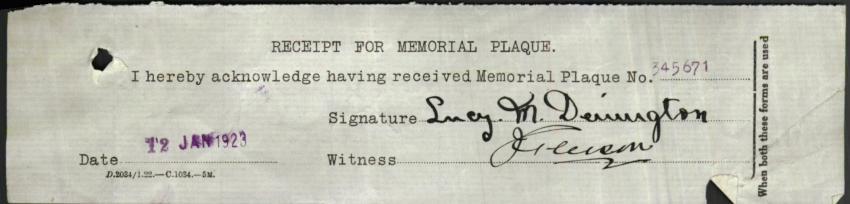 RECEIPT FOR MEMORIAL PLAQUE.
I hereby acknowledge having received Memorial Plaque No. 345671
Signature Lucy. M. Derrington
Date 12 JAN 1923
Witness
D.2034/1.22.—C.1034.—5M.
When both these forms are used